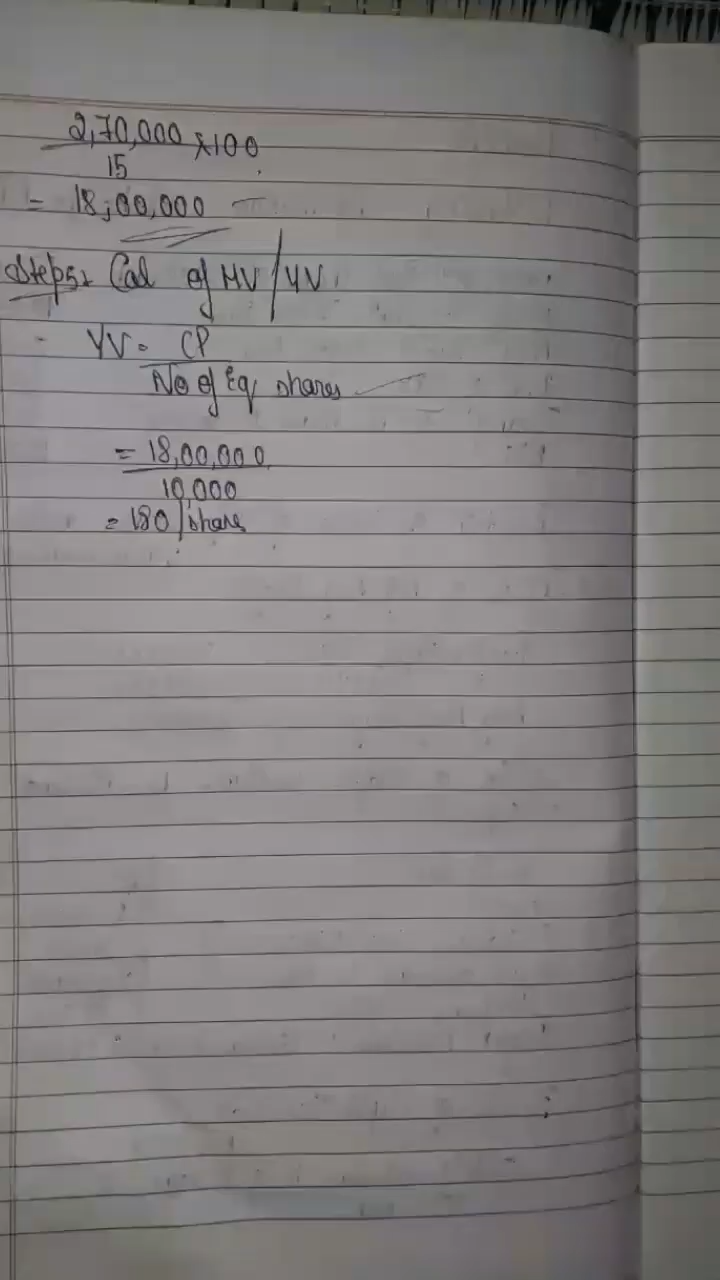 2,70,000 ×100
15
= 18,00,000
Step5: Cal of MV/YV
YV = CP
No of Eq shares
= 18,00,000
10,000
= 180/share